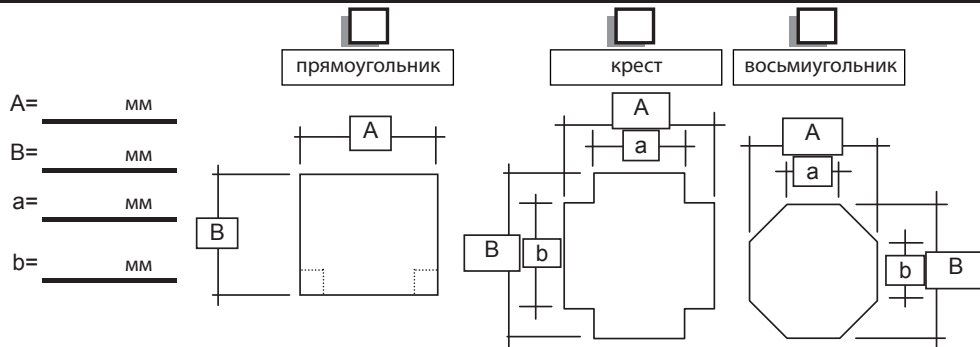 прямоугольник
крест
восьмиугольник
A= мм
B= мм
a= мм
b= мм
A
B
A
a
B
b
A
a
b
B